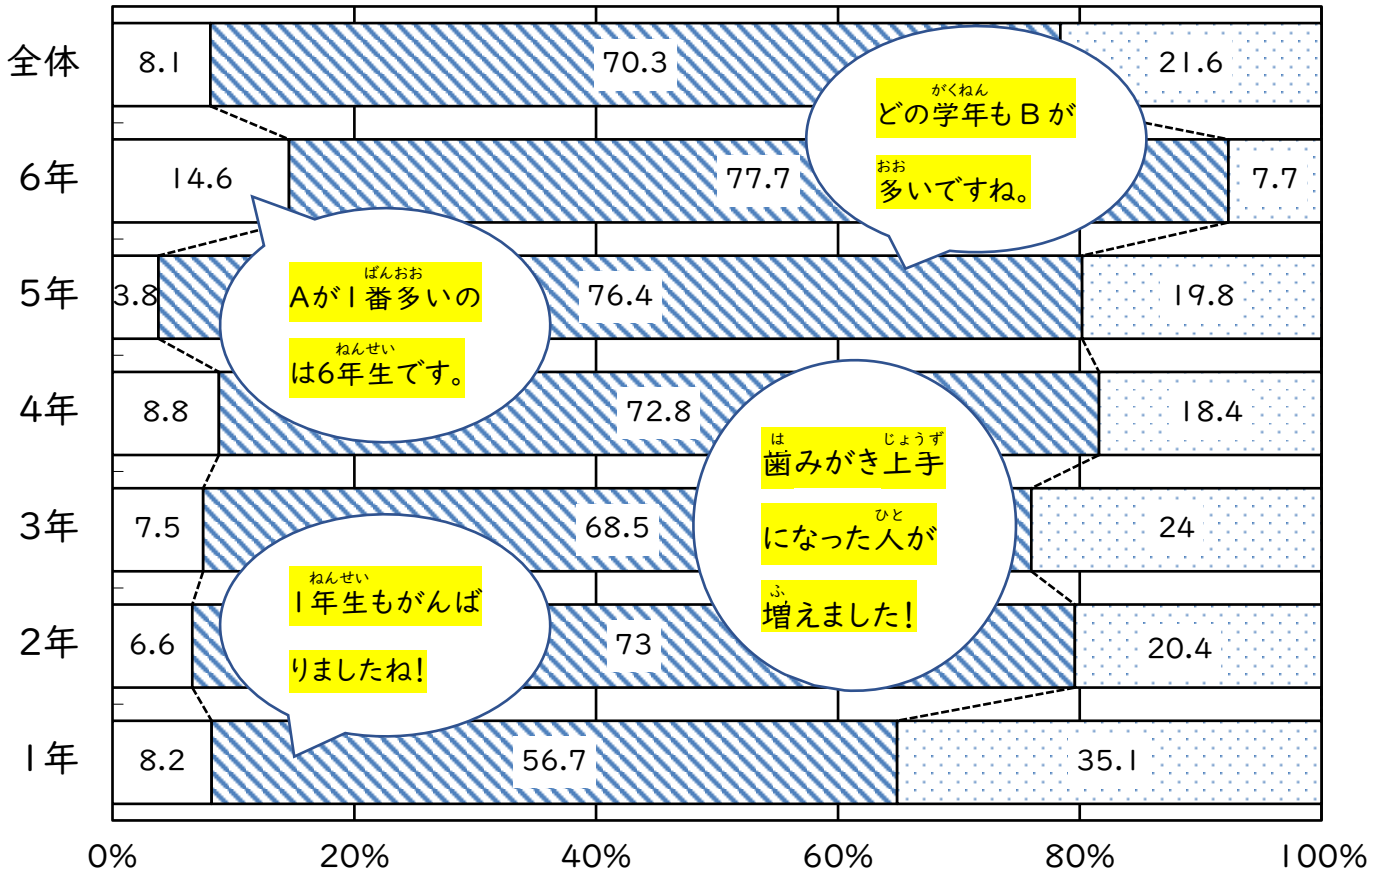 全体 8.1 70.3 21.6
がくねん
どの学年もBが
おお
多いですね。
6年 14.6 77.7 7.7
ばんおお
Aが1番多いの
ねんせい
は6年生です。
5年 3.8 76.4 19.8
4年 8.8 72.8 18.4
は じょうず
歯みがき上手
ひと
になった人が
ふ
増えました!
3年 7.5 68.5 24
ねんせい
1年生もがんば
りましたね!
2年 6.6 73 20.4
1年 8.2 56.7 35.1
0% 20% 40% 60% 80% 100%